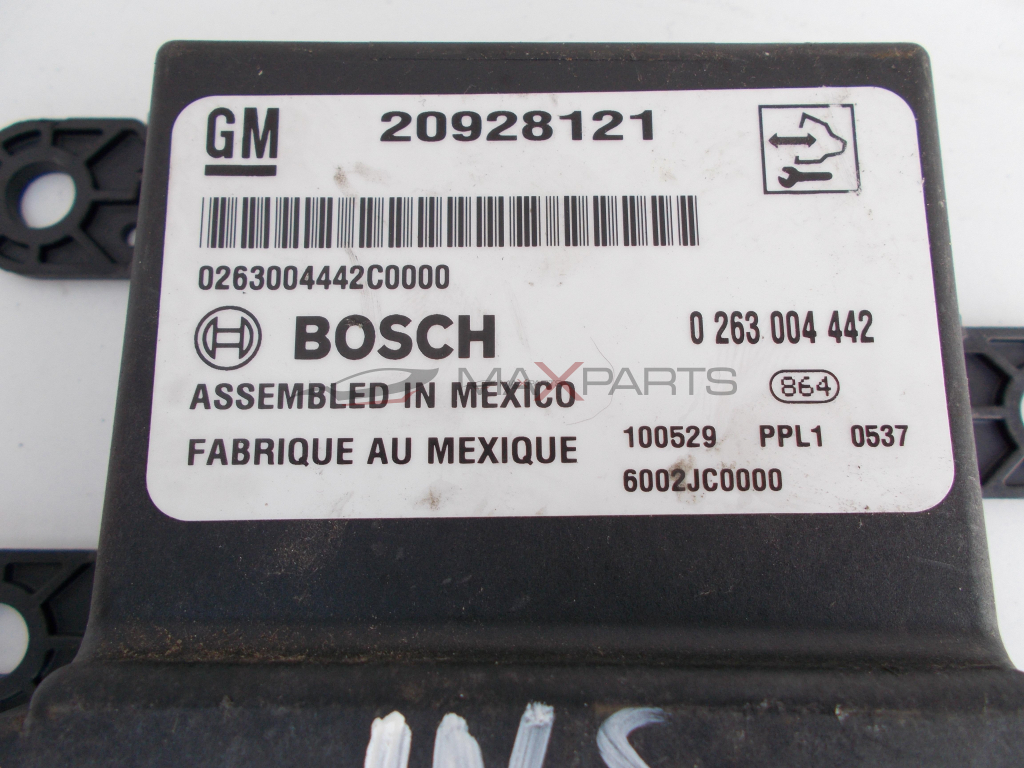 GM 20928121
0263004442C0000
BOSCH 0 263 004 442
MAXPARTS
ASSEMBLED IN MEXICO 864
FABRIQUE AU MEXIQUE 100529 PPL1 0537
6002JC0000